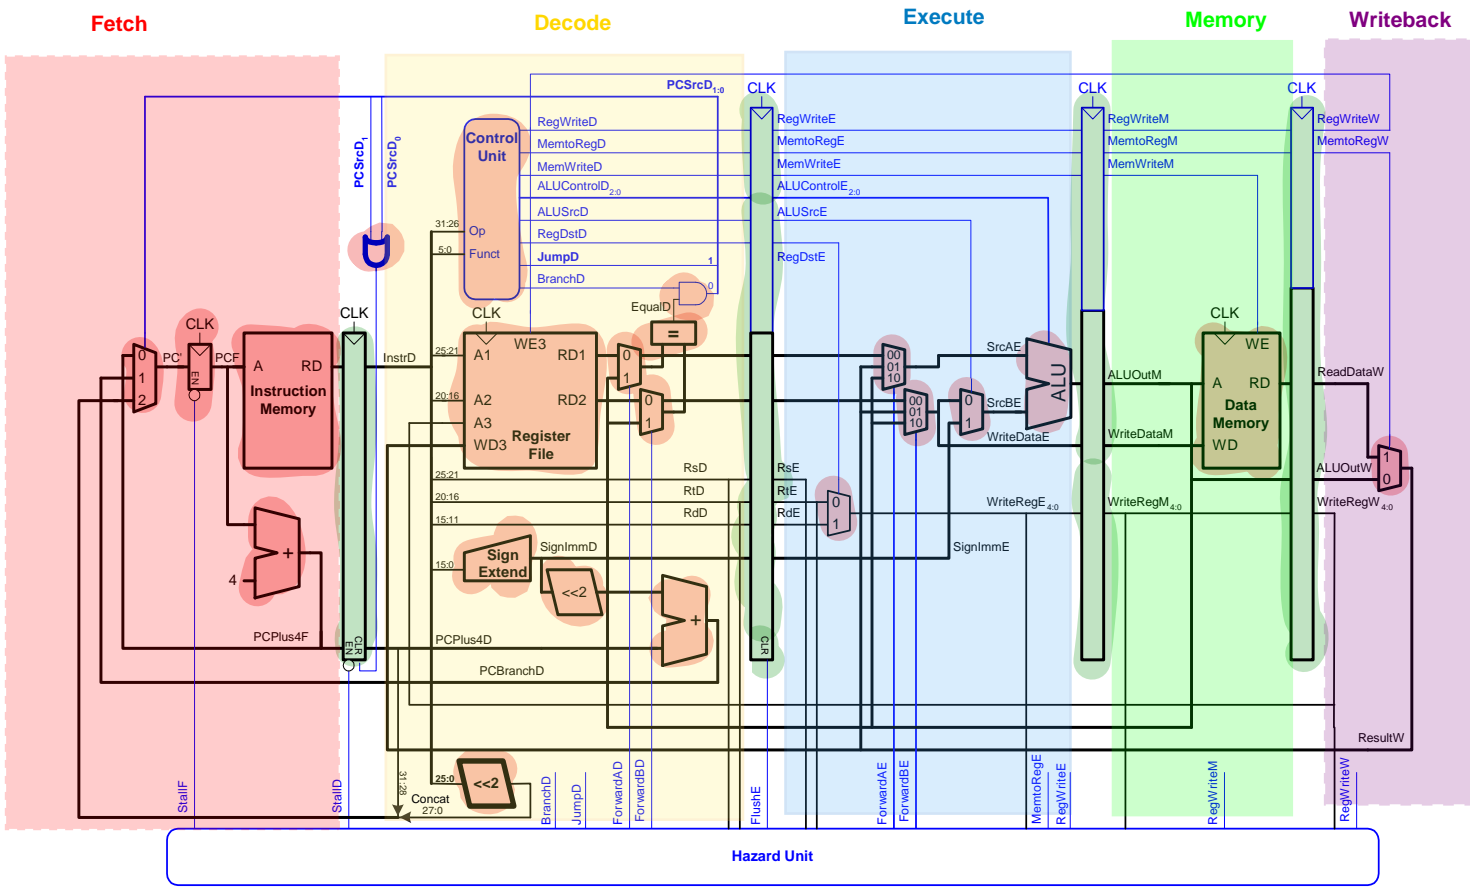 Fetch
Decode
Execute
Memory
Writeback
PCSrcD1:0
CLK
CLK
CLK
PCSrcD1
PCSrcD0
Control
Unit
RegWriteD
MemtoRegD
MemWriteD
ALUControlD2:0
ALUSrcD
RegDstD
JumpD
BranchD
1
0
31:26
Op
5:0
Funct
RegWriteE
MemtoRegE
MemWriteE
ALUControlE2:0
ALUSrcE
RegDstE
RegWriteM
MemtoRegM
MemWriteM
RegWriteW
MemtoRegW
EqualD
=
CLK
CLK
CLK
CLK
0
1
2
PC'
EN
PCF
A
RD
Instruction
Memory
4
+
PCPlus4F
CLR
EN
InstrD
25:21
20:16
A1
A2
A3
WD3
WE3
RD1
RD2
Register
File
0
1
0
1
25:21
20:16
15:11
15:0
RsD
RtD
RdD
RsE
RtE
RdE
Sign
Extend
SignImmD
<<2
+
PCPlus4D
PCBranchD
CLR
00
01
10
00
01
10
0
1
0
1
SrcAE
SrcBE
ALU
WriteDataE
WriteRegE4:0
SignImmE
ALUOutM
WriteDataM
WriteRegM4:0
WE
A
RD
Data
Memory
WD
ReadDataW
ALUOutW
WriteRegW4:0
1
0
ResultW
25:0
<<2
31:28
Concat
27:0
StallF
StallD
BranchD
JumpD
ForwardAD
ForwardBD
FlushE
ForwardAE
ForwardBE
MemtoRegE
RegWriteE
RegWriteM
RegWriteW
Hazard Unit